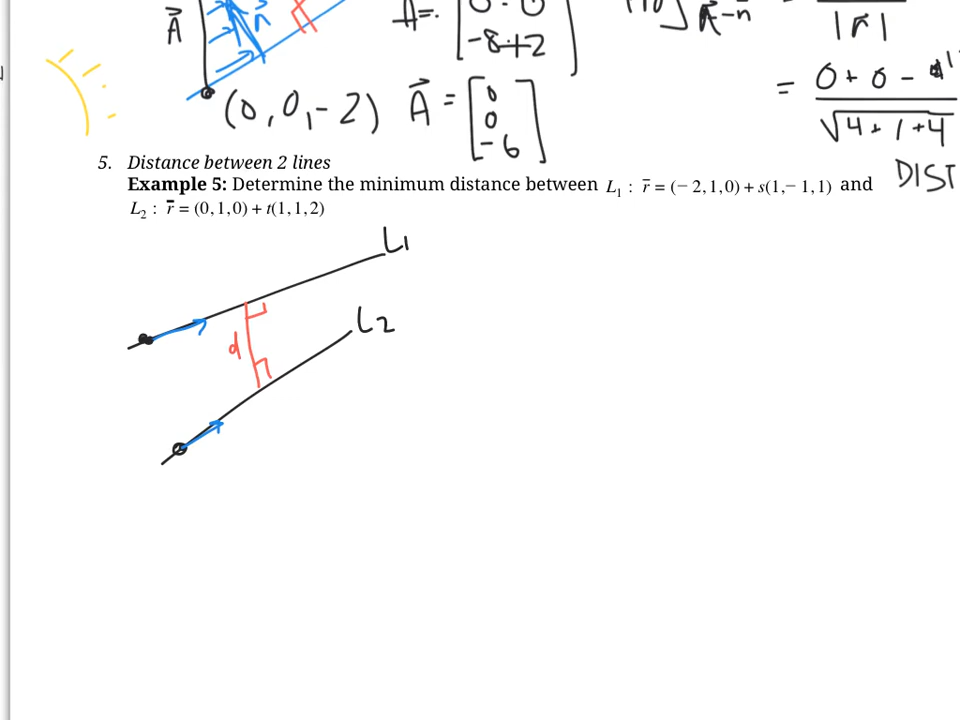 A
n
A =
-8+2
n
|n|
(0, 0, -2) A = [0 0 -6]
= 0 + 0 -
√4 + 1 + 4
5. Distance between 2 lines
Example 5: Determine the minimum distance between L₁ : r̄ = (− 2, 1, 0) + s(1,− 1, 1) and
DIST
L₂ : r̄ = (0, 1, 0) + t(1, 1, 2)
L1
L2
d